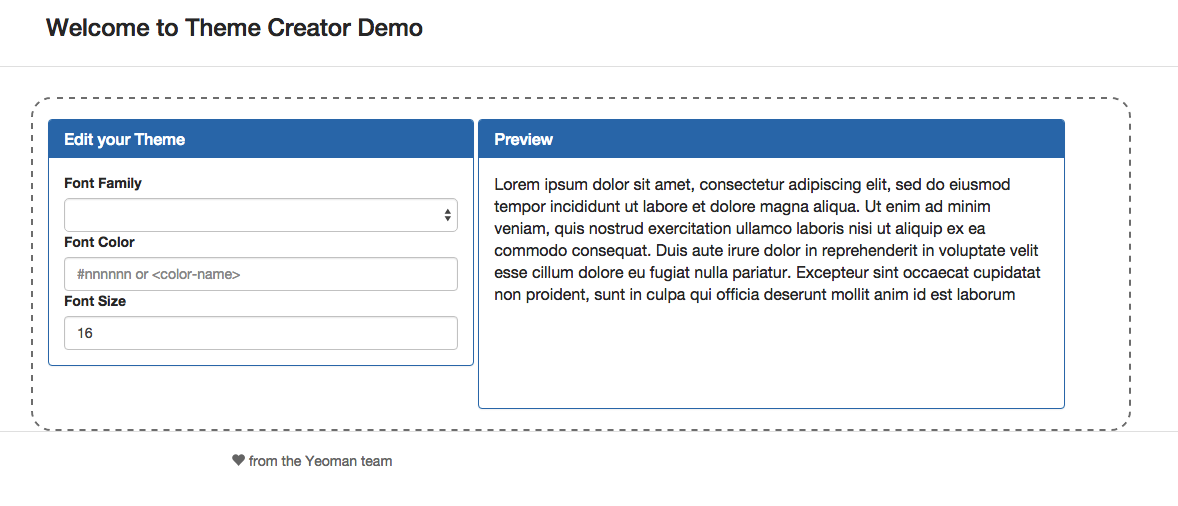 Welcome to Theme Creator Demo
Edit your Theme
Font Family
Font Color
#nnnnnn or <color-name>
Font Size
16
Preview
Lorem ipsum dolor sit amet, consectetur adipiscing elit, sed do eiusmod
tempor incididunt ut labore et dolore magna aliqua. Ut enim ad minim
veniam, quis nostrud exercitation ullamco laboris nisi ut aliquip ex ea
commodo consequat. Duis aute irure dolor in reprehenderit in voluptate velit
esse cillum dolore eu fugiat nulla pariatur. Excepteur sint occaecat cupidatat
non proident, sunt in culpa qui officia deserunt mollit anim id est laborum
♥ from the Yeoman team